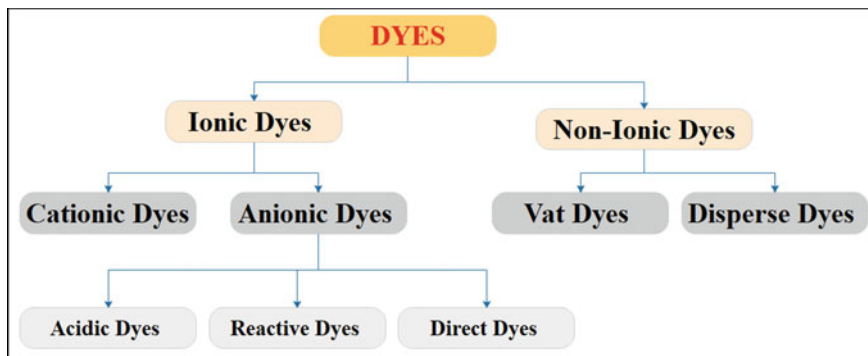 DYES
Ionic Dyes
Non-Ionic Dyes
Cationic Dyes
Anionic Dyes
Vat Dyes
Disperse Dyes
Acidic Dyes
Reactive Dyes
Direct Dyes